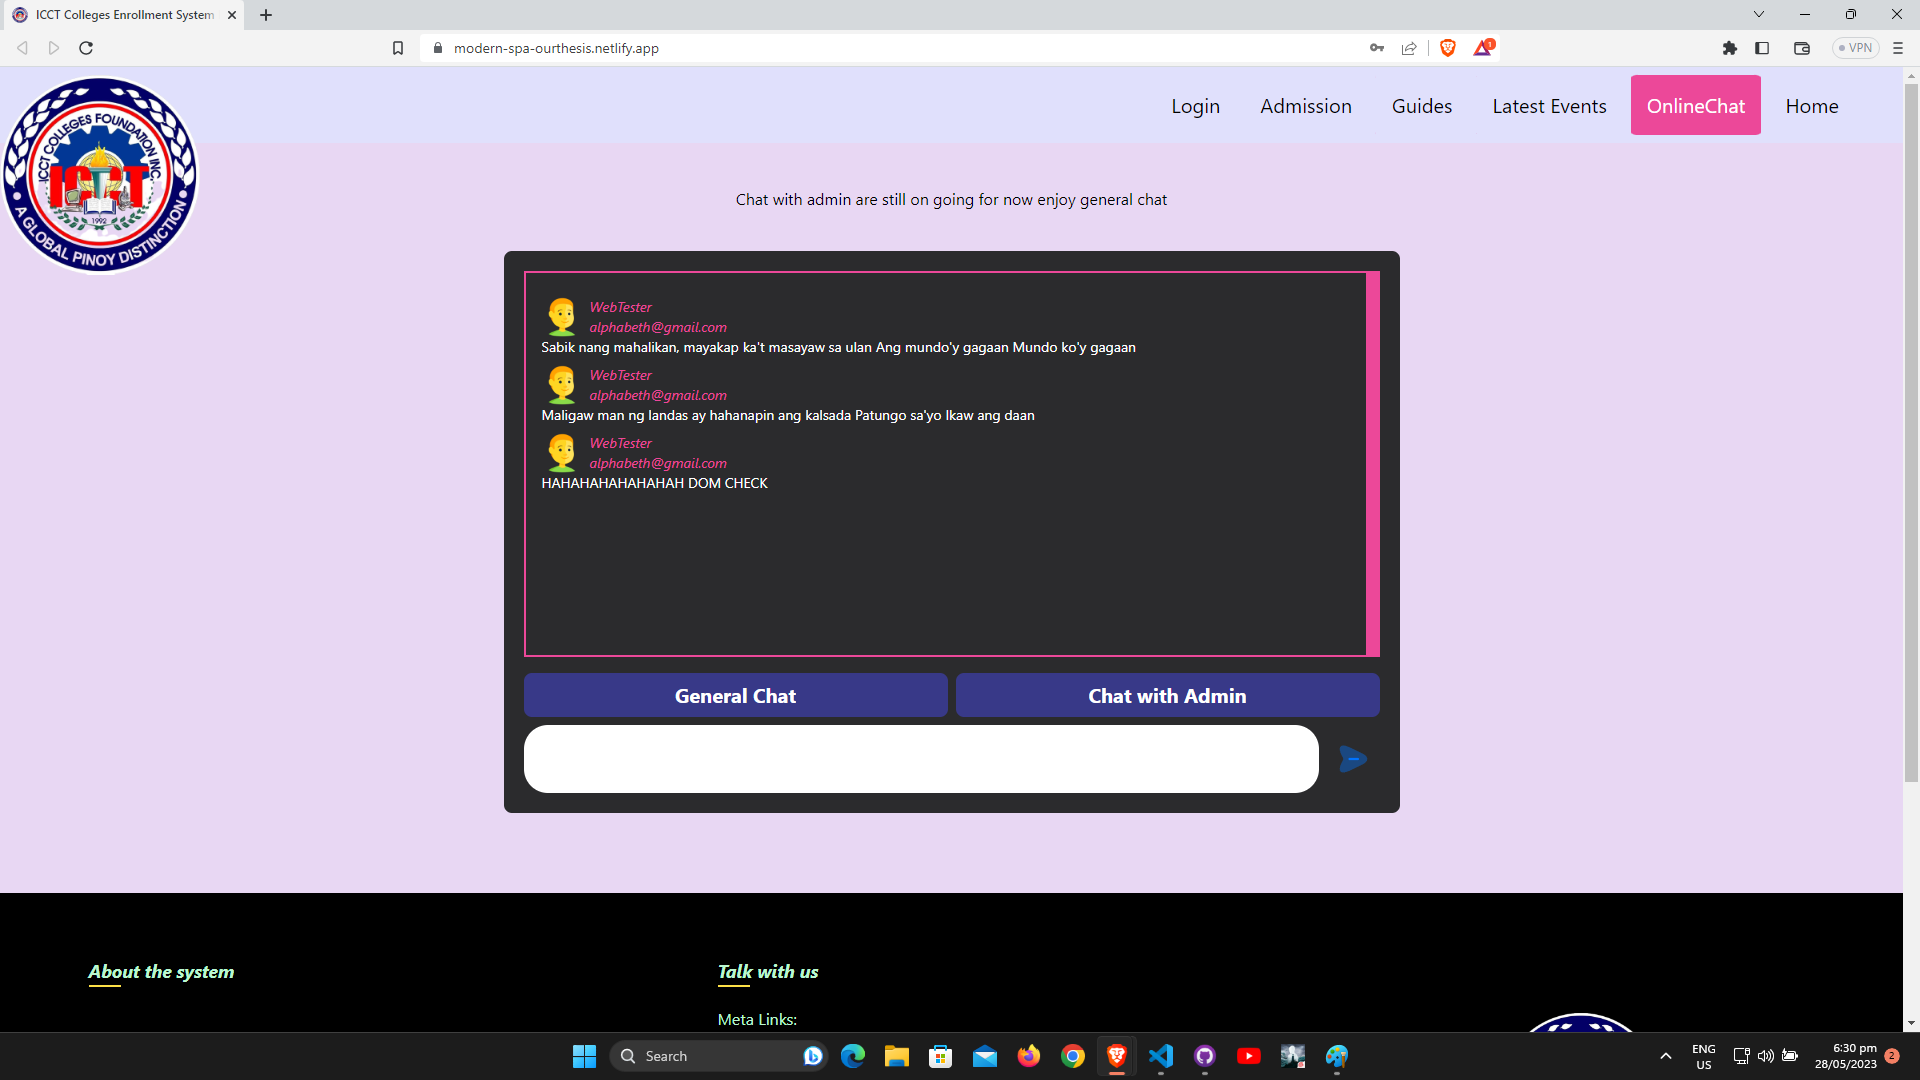 ICCT Colleges Enrollment System
modern-spa-ourthesis.netlify.app
1
VPN
ICCT COLLEGES FOUNDATION INC.
ICCT
1992
A GLOBAL PINOY DISTINCTION
Login
Admission
Guides
Latest Events
OnlineChat
Home
Chat with admin are still on going for now enjoy general chat
WebTester
alphabeth@gmail.com
Sabik nang mahalikan, mayakap ka't masayaw sa ulan Ang mundo'y gagaan Mundo ko'y gagaan
WebTester
alphabeth@gmail.com
Maligaw man ng landas ay hahanapin ang kalsada Patungo sa'yo Ikaw ang daan
WebTester
alphabeth@gmail.com
HAHAHAHAHAHAHAH DOM CHECK
General Chat
Chat with Admin
About the system
Talk with us
Meta Links:
Search
ENG
US
6:30 pm
28/05/2023
2